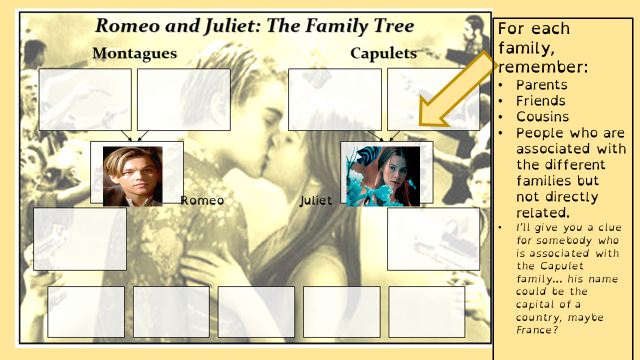 Romeo and Juliet: The Family Tree
Montagues
Capulets
Romeo
Juliet
For each
family,
remember:
• Parents
• Friends
• Cousins
• People who are
associated with
the different
families but
not directly
related.
• I'll give you a clue
for somebody who
is associated with
the Capulet
family... his name
could be the
capital of a
country, maybe
France?